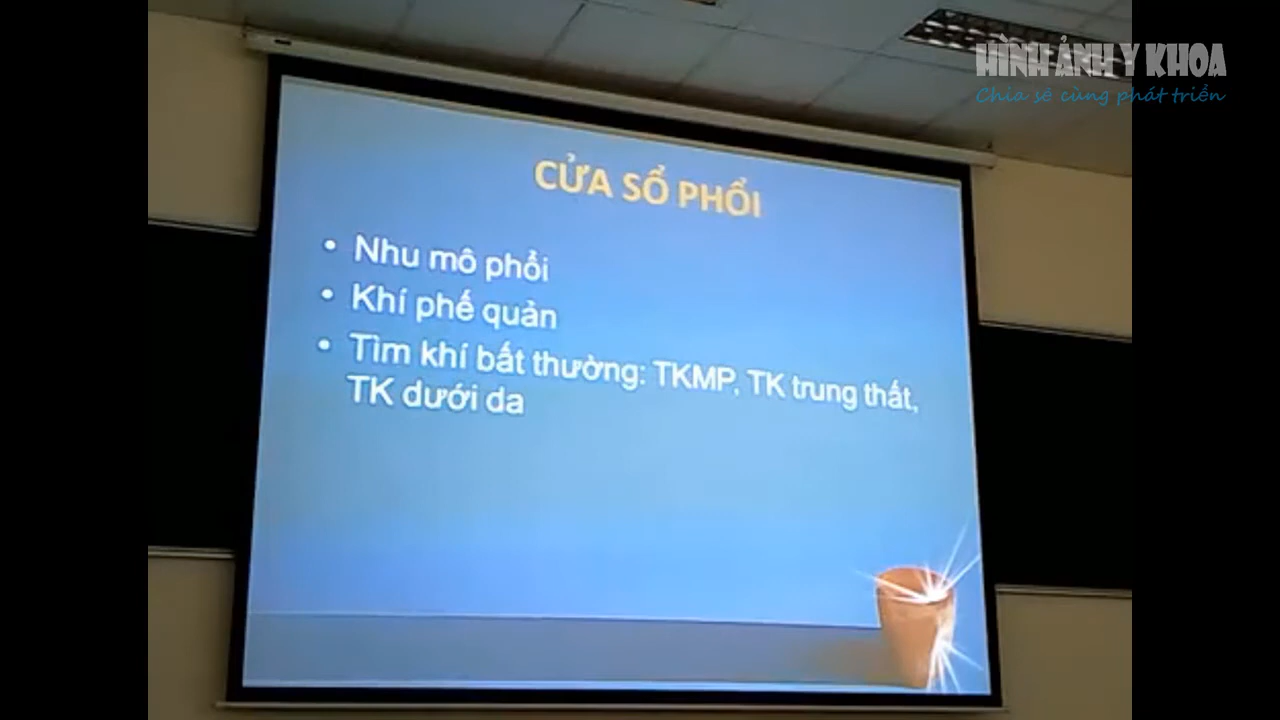 HÌNH ẢNH Y KHOA
Chia sẽ cùng phát triển
CỬA SỔ PHỔI
• Nhu mô phổi
• Khí phế quản
• Tìm khí bất thường: TKMP, TK trung thất,
TK dưới da